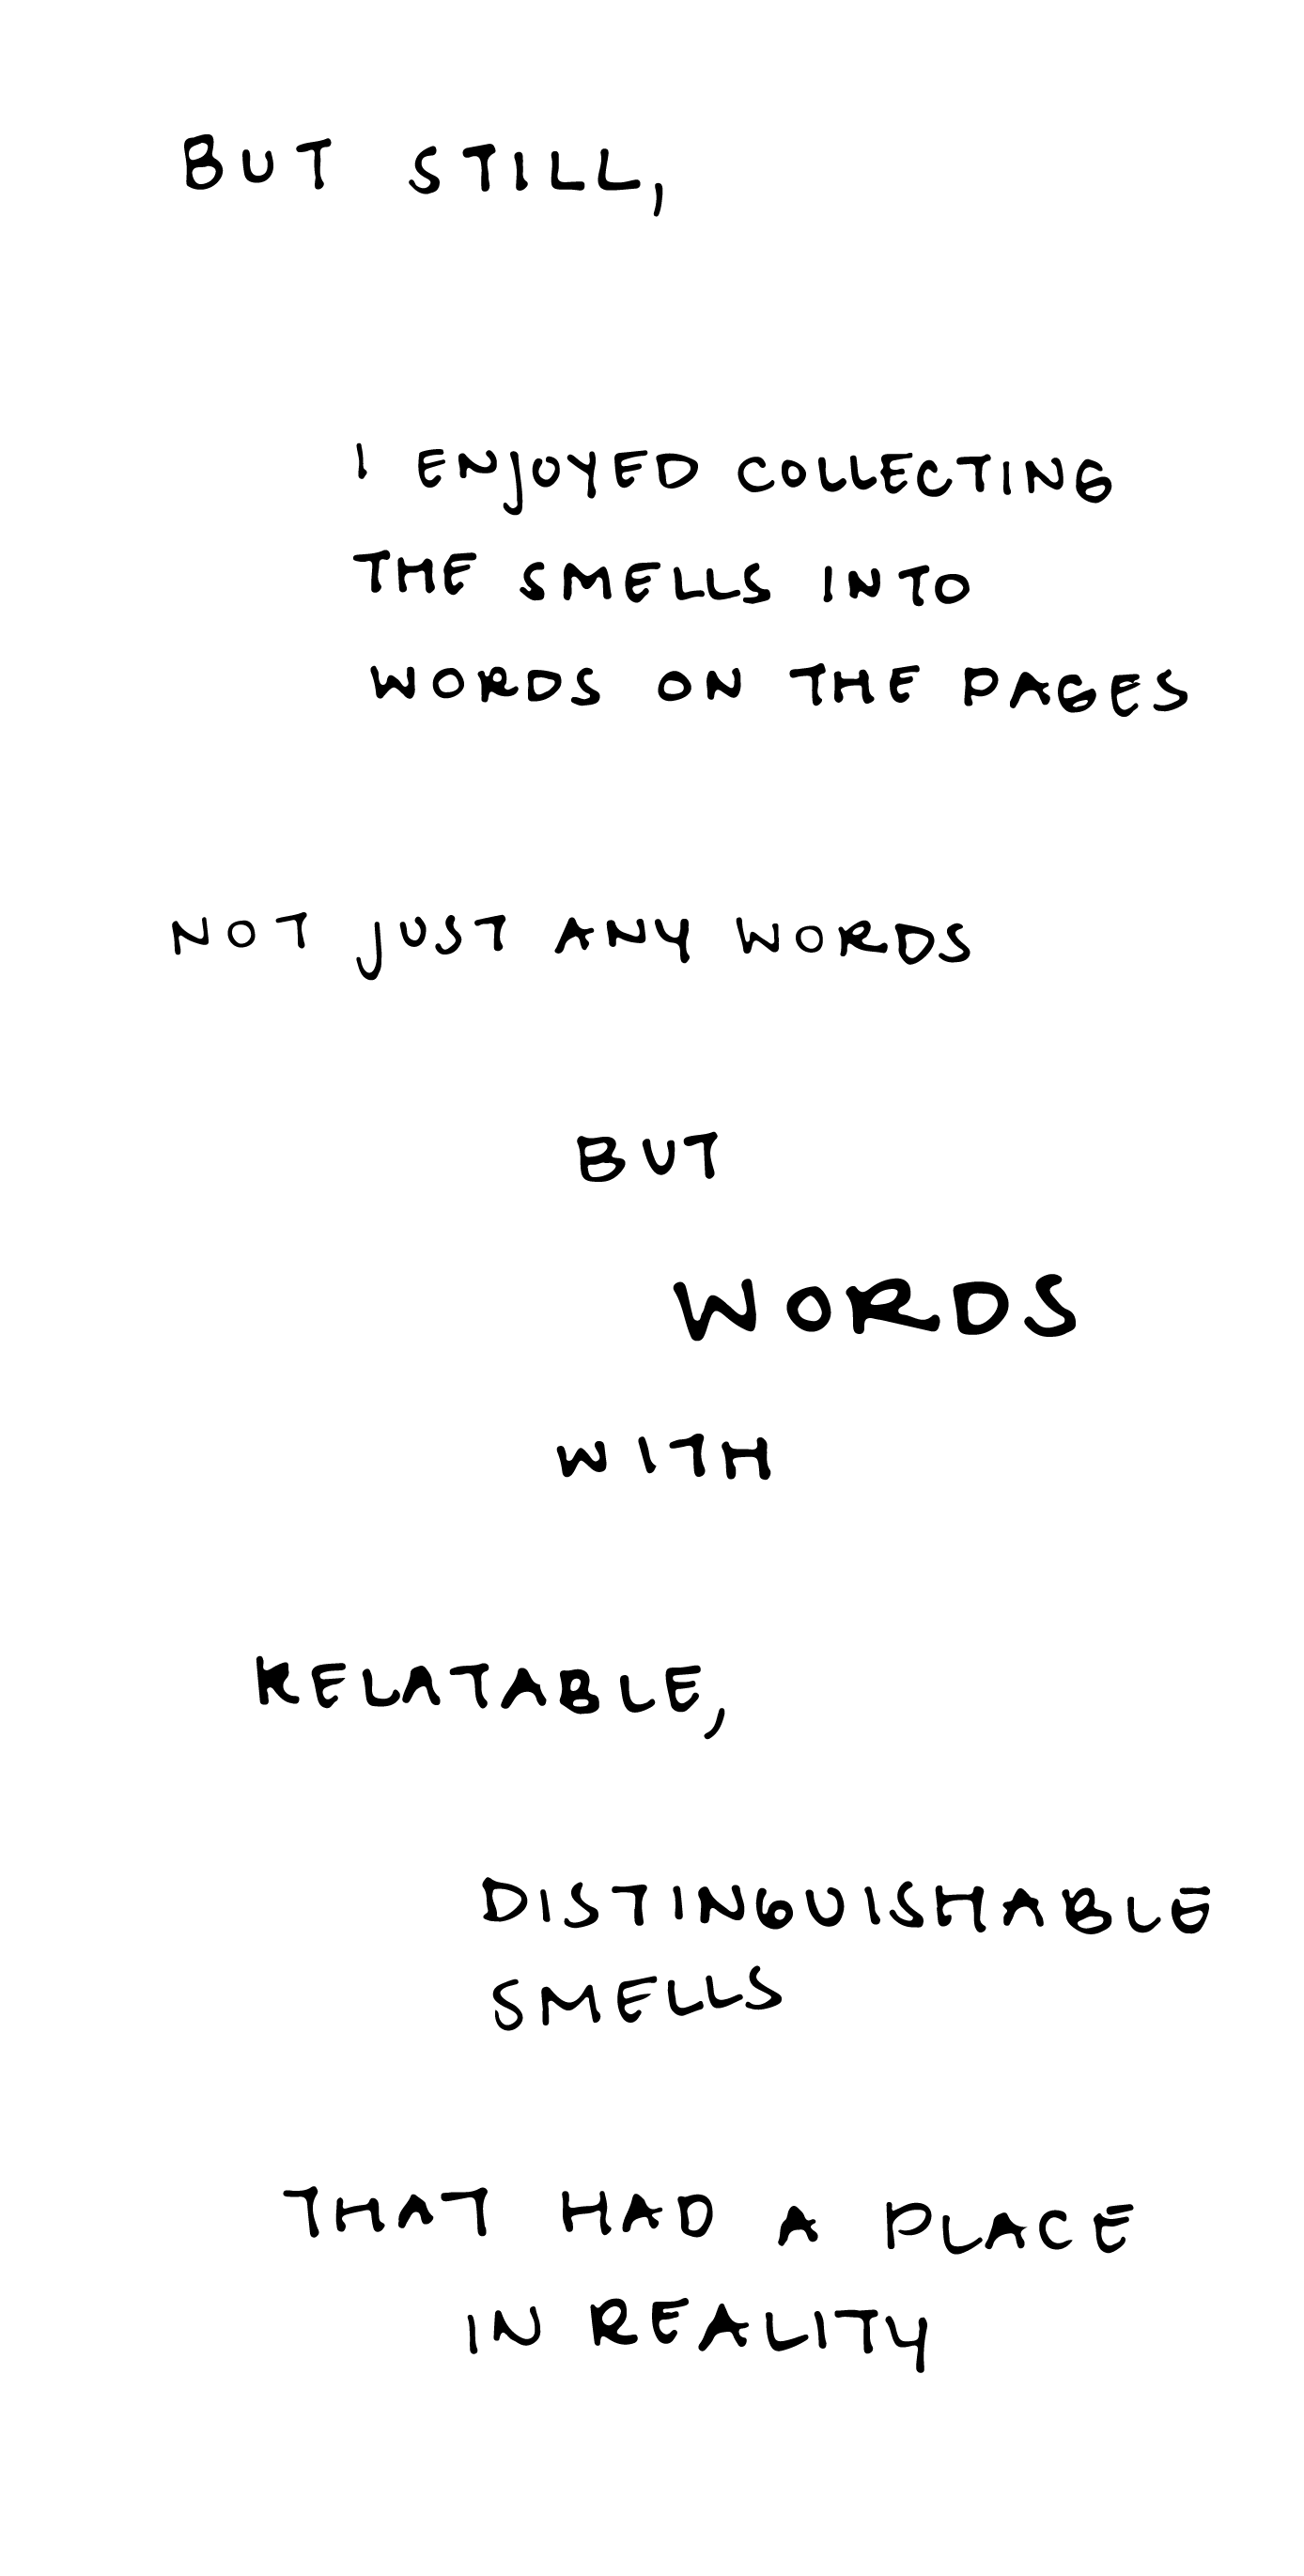 BUT STILL,
I ENJOYED COLLECTING
THE SMELLS INTO
WORDS ON THE PAGES
NOT JUST ANY WORDS
BUT
WORDS
WITH
RELATABLE,
DISTINGUISHABLE
SMELLS
THAT HAD A PLACE
IN REALITY